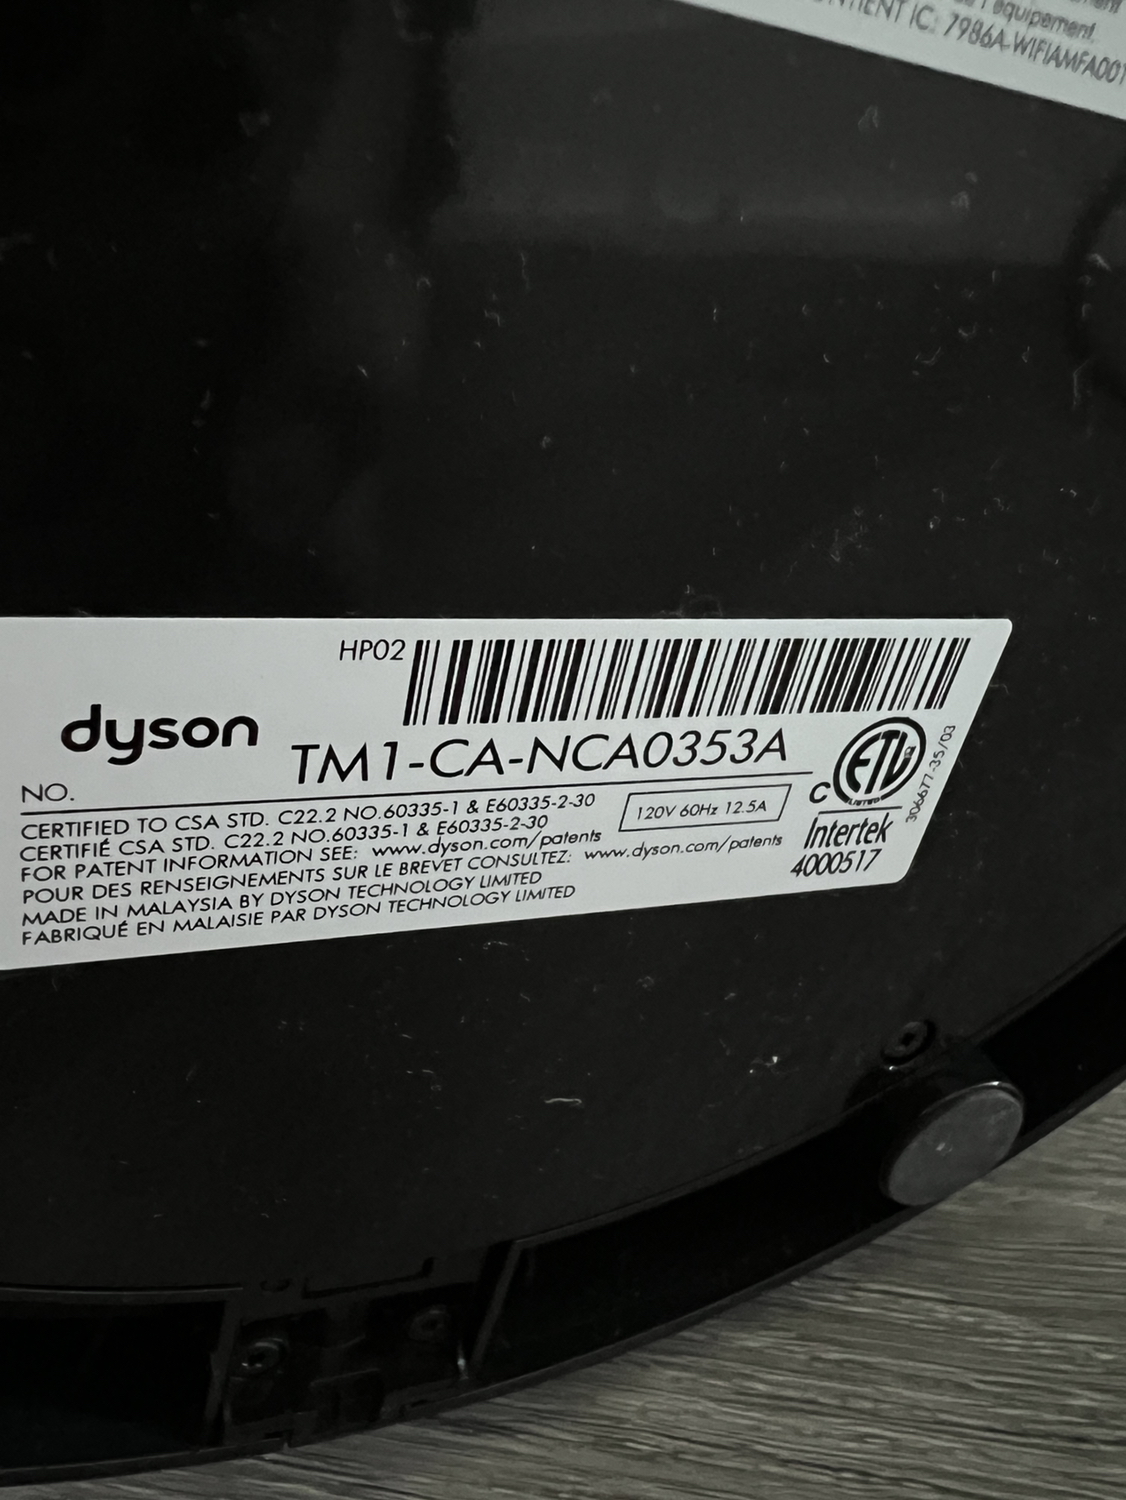 l'équipement
IC: 7986A-WIFIAMFA001
HP02
dyson
NO. TM1-CA-NCA0353A
CERTIFIED TO CSA STD. C22.2 NO.60335-1 & E60335-2-30
CERTIFIÉ CSA STD. C22.2 NO.60335-1 & E60335-2-30
120V 60Hz 12.5A
FOR PATENT INFORMATION SEE: www.dyson.com/patents
POUR DES RENSEIGNEMENTS SUR LE BREVET CONSULTEZ: www.dyson.com/patents
MADE IN MALAYSIA BY DYSON TECHNOLOGY LIMITED
FABRIQUÉ EN MALAISIE PAR DYSON TECHNOLOGY LIMITED
C ETL
LISTED
Intertek
4000517
306677-35/03